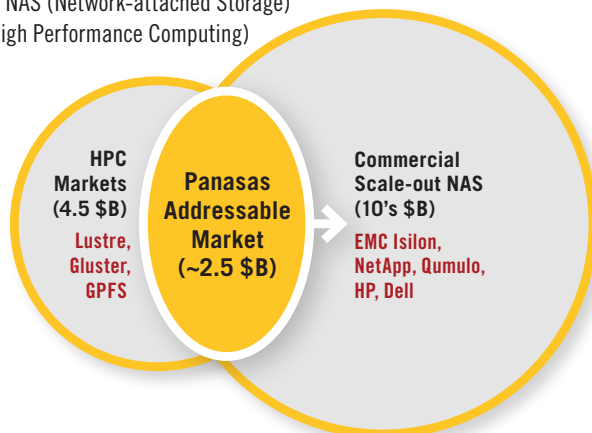 NAS (Network-attached Storage)
High Performance Computing)
HPC
Markets
(4.5 $B)
Lustre,
Gluster,
GPFS
Panasas
Addressable
Market
(~2.5 $B)
Commercial
Scale-out NAS
(10's $B)
EMC Isilon,
NetApp, Qumulo,
HP, Dell